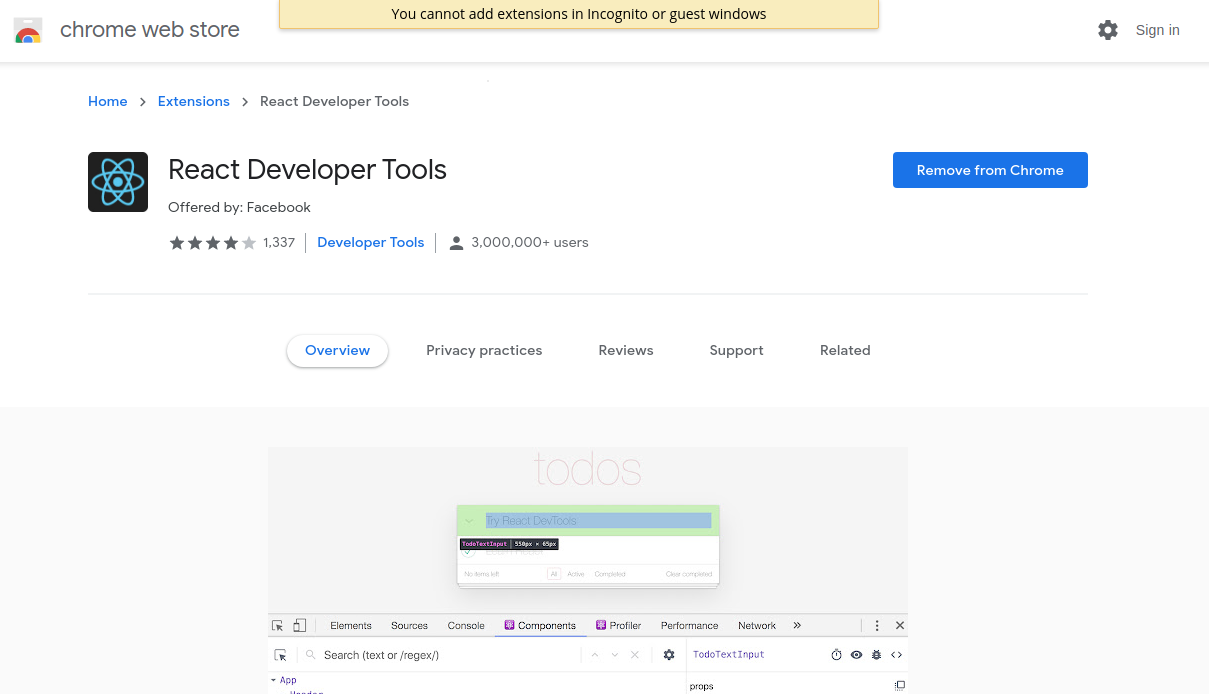 You cannot add extensions in Incognito or guest windows
chrome web store
Sign in
Home > Extensions > React Developer Tools
React Developer Tools
Remove from Chrome
Offered by: Facebook
1,337 Developer Tools 3,000,000+ users
Overview Privacy practices Reviews Support Related
todos
Try React DevTools
TodoTextInput | 550px × 65px
No items left All Active Completed Clear completed
Elements Sources Console Components Profiler Performance Network »
Search (text or /regex/) TodoTextInput
App
props
Header